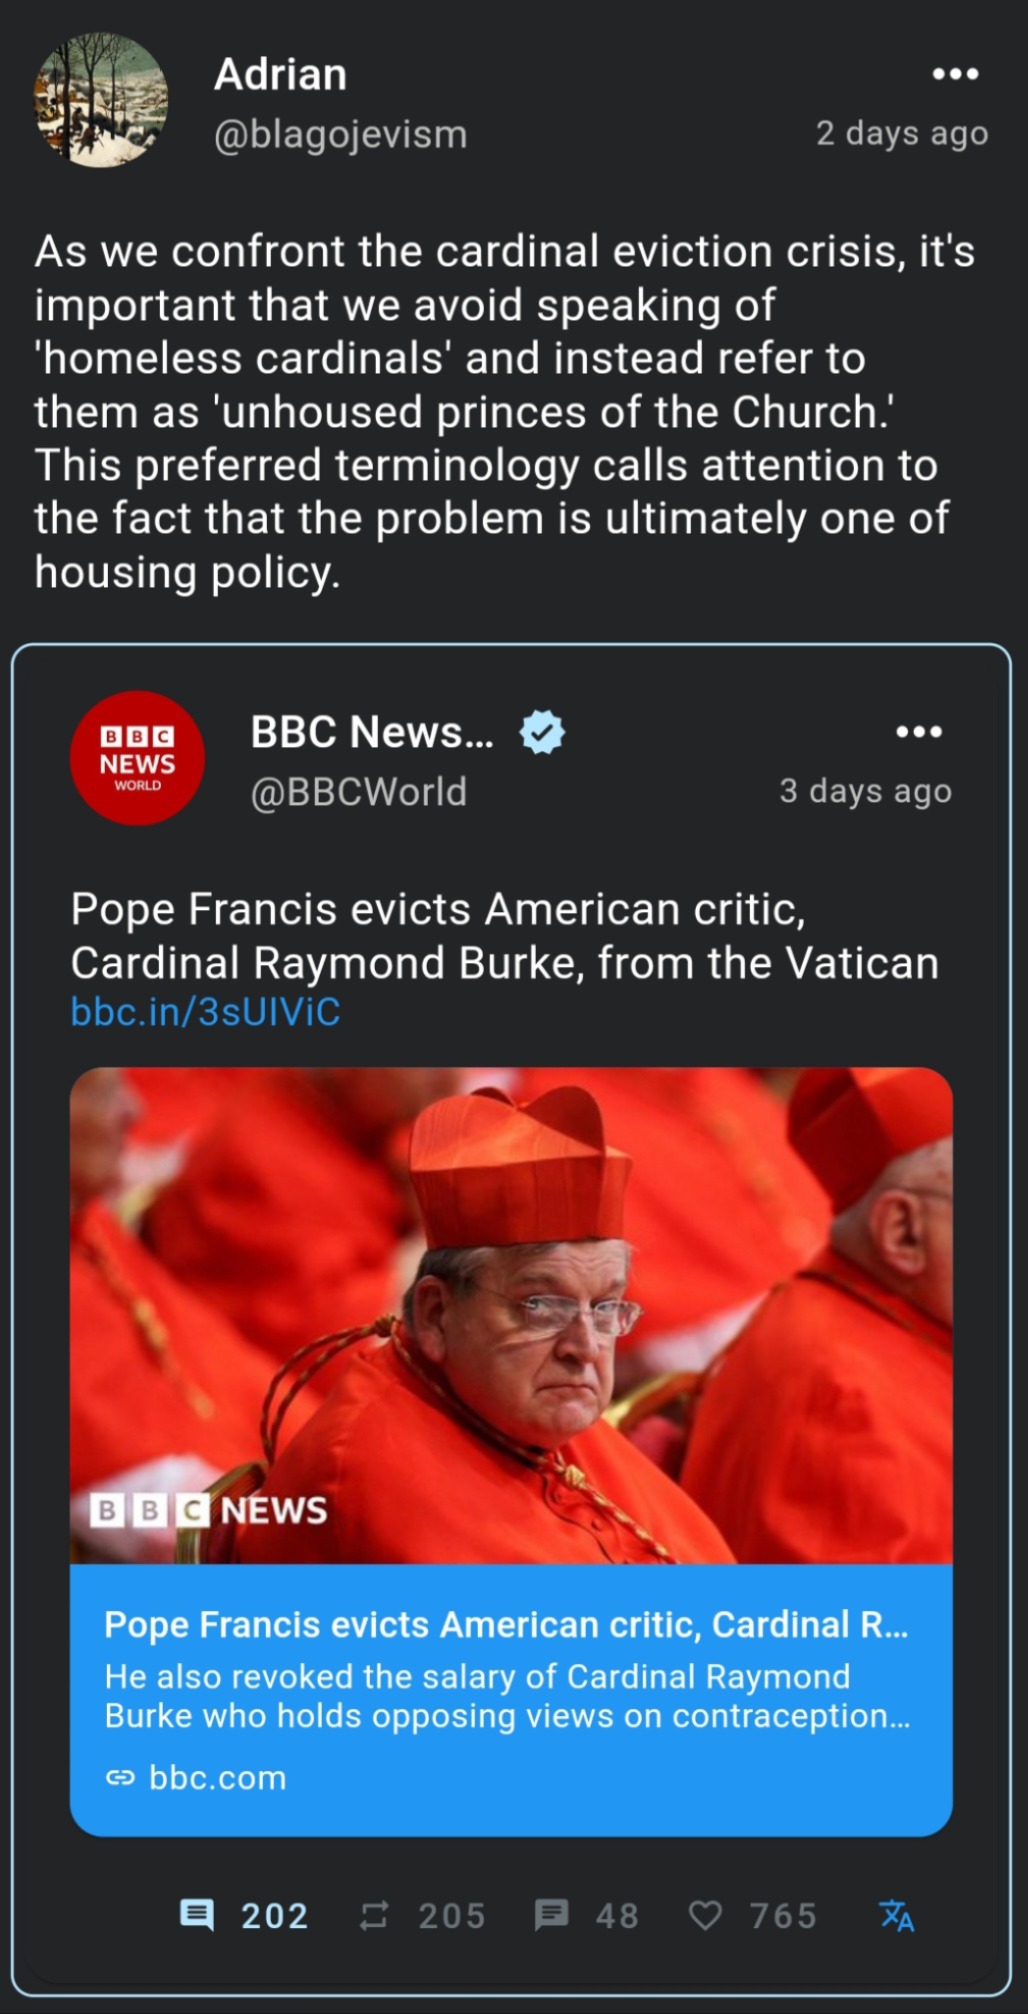 Adrian
@blagojevism
2 days ago
As we confront the cardinal eviction crisis, it's
important that we avoid speaking of
'homeless cardinals' and instead refer to
them as 'unhoused princes of the Church.'
This preferred terminology calls attention to
the fact that the problem is ultimately one of
housing policy.
BBC
NEWS
WORLD
BBC News...
@BBCWorld
3 days ago
Pope Francis evicts American critic,
Cardinal Raymond Burke, from the Vatican
bbc.in/3sUIViC
BBC NEWS
Pope Francis evicts American critic, Cardinal R...
He also revoked the salary of Cardinal Raymond
Burke who holds opposing views on contraception...
bbc.com
202 205 48 765